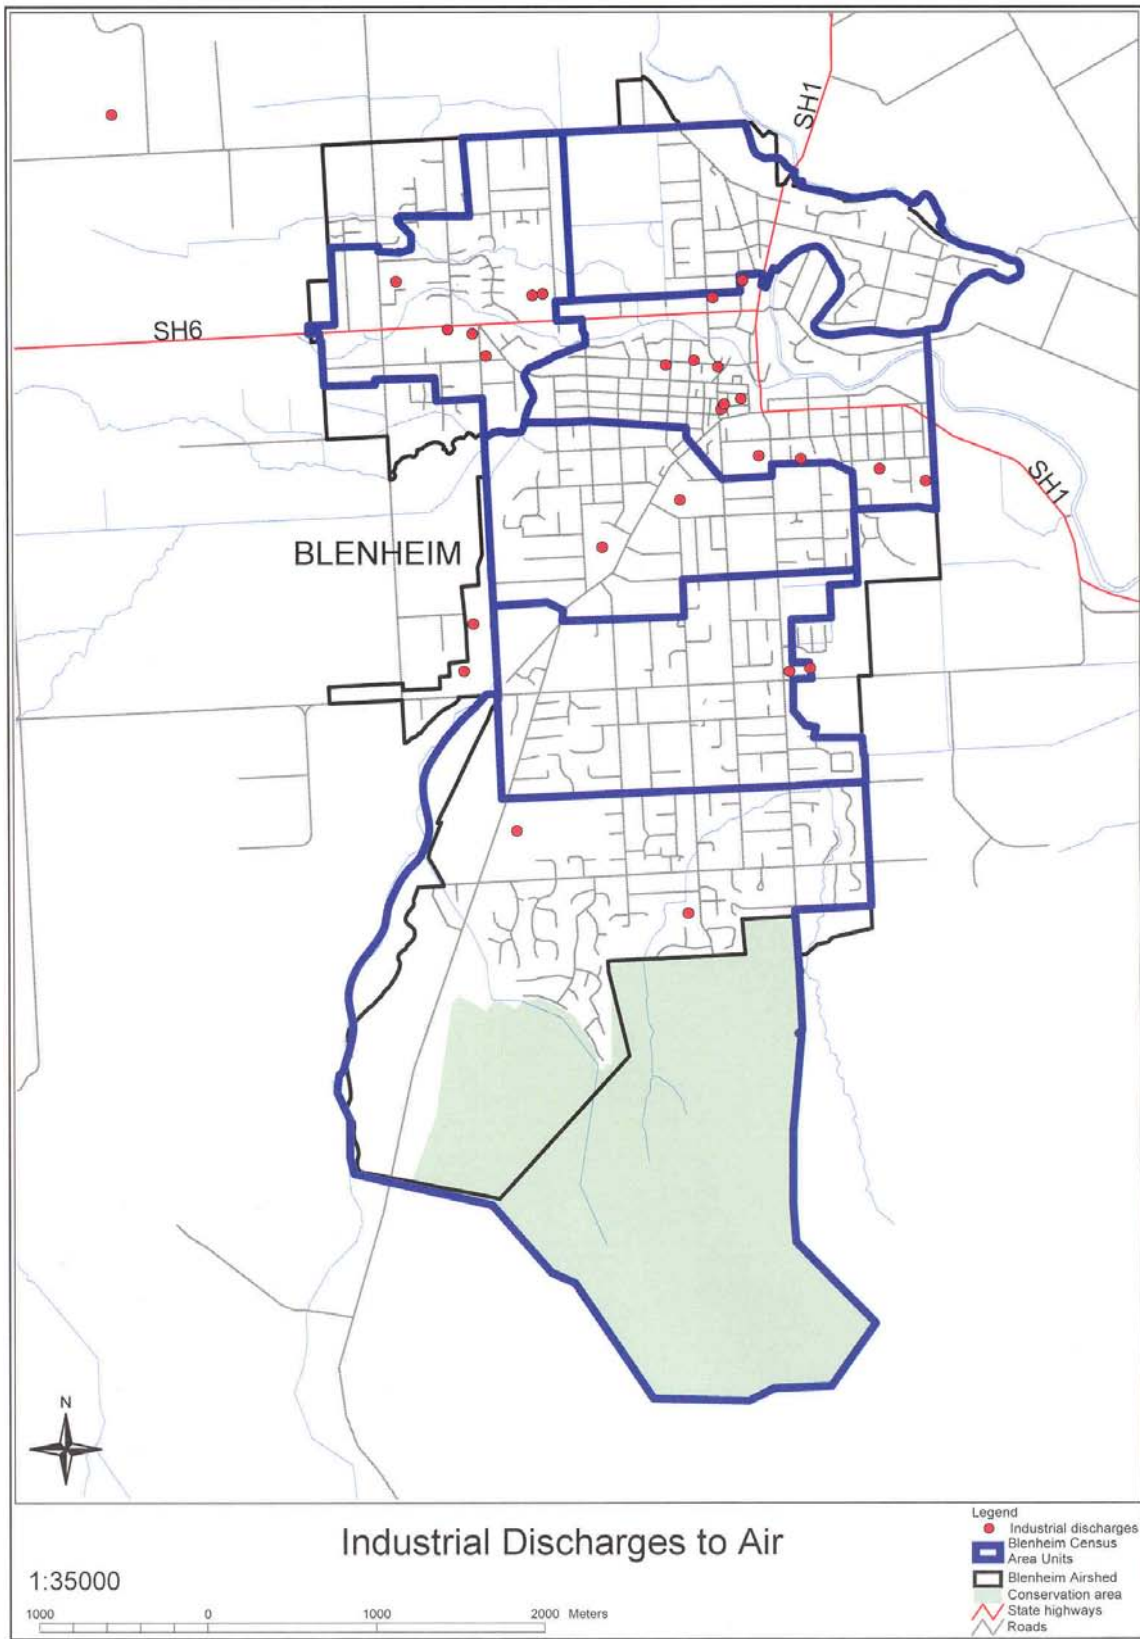 SH1
SH6
SH1
BLENHEIM
N
Industrial Discharges to Air
1:35000
1000 0 1000 2000 Meters
Legend
Industrial discharges
Blenheim Census
Area Units
Blenheim Airshed
Conservation area
State highways
Roads